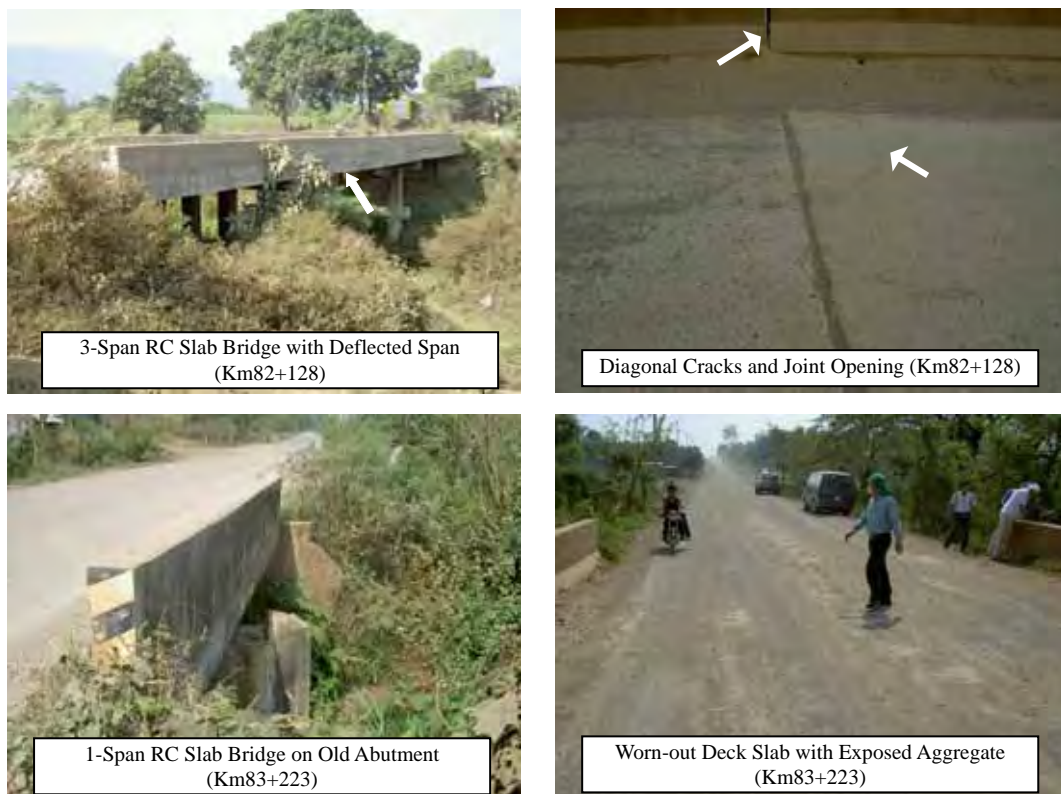 3-Span RC Slab Bridge with Deflected Span
(Km82+128)
Diagonal Cracks and Joint Opening (Km82+128)
1-Span RC Slab Bridge on Old Abutment
(Km83+223)
Worn-out Deck Slab with Exposed Aggregate
(Km83+223)